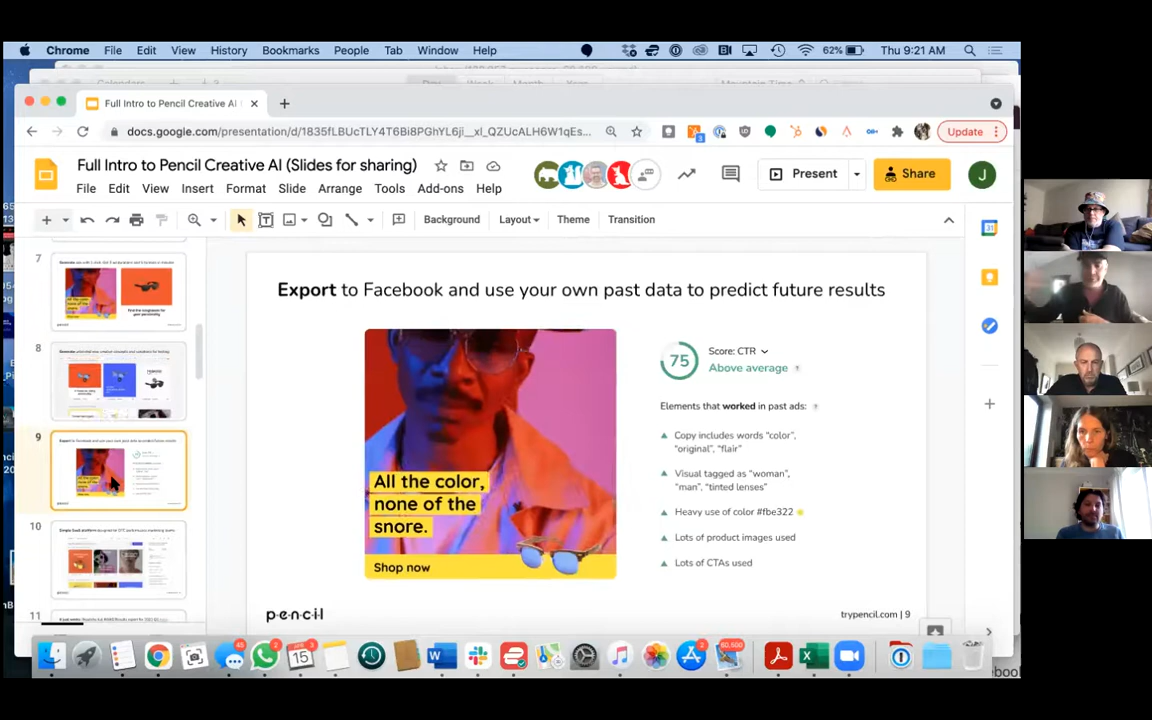 Chrome File Edit View History Bookmarks People Tab Window Help 62% Thu 9:21 AM
Full Intro to Pencil Creative AI
docs.google.com/presentation/d/1835fLBUcTLY4T6Bi8PGhYL6ji__xl_QZUcALH6W1qEs...
Update
Full Intro to Pencil Creative AI (Slides for sharing)
File Edit View Insert Format Slide Arrange Tools Add-ons Help
Present
Share
J
Background Layout Theme Transition
7
8
9
10
11
Export to Facebook and use your own past data to predict future results
All the color,
none of the
snore.
Shop now
75
Score: CTR
Above average
Elements that worked in past ads:
Copy includes words “color”,
“original”, “flair”
Visual tagged as “woman”,
“man”, “tinted lenses”
Heavy use of color #fbe322
Lots of product images used
Lots of CTAs used
pencil
trypencil.com | 9